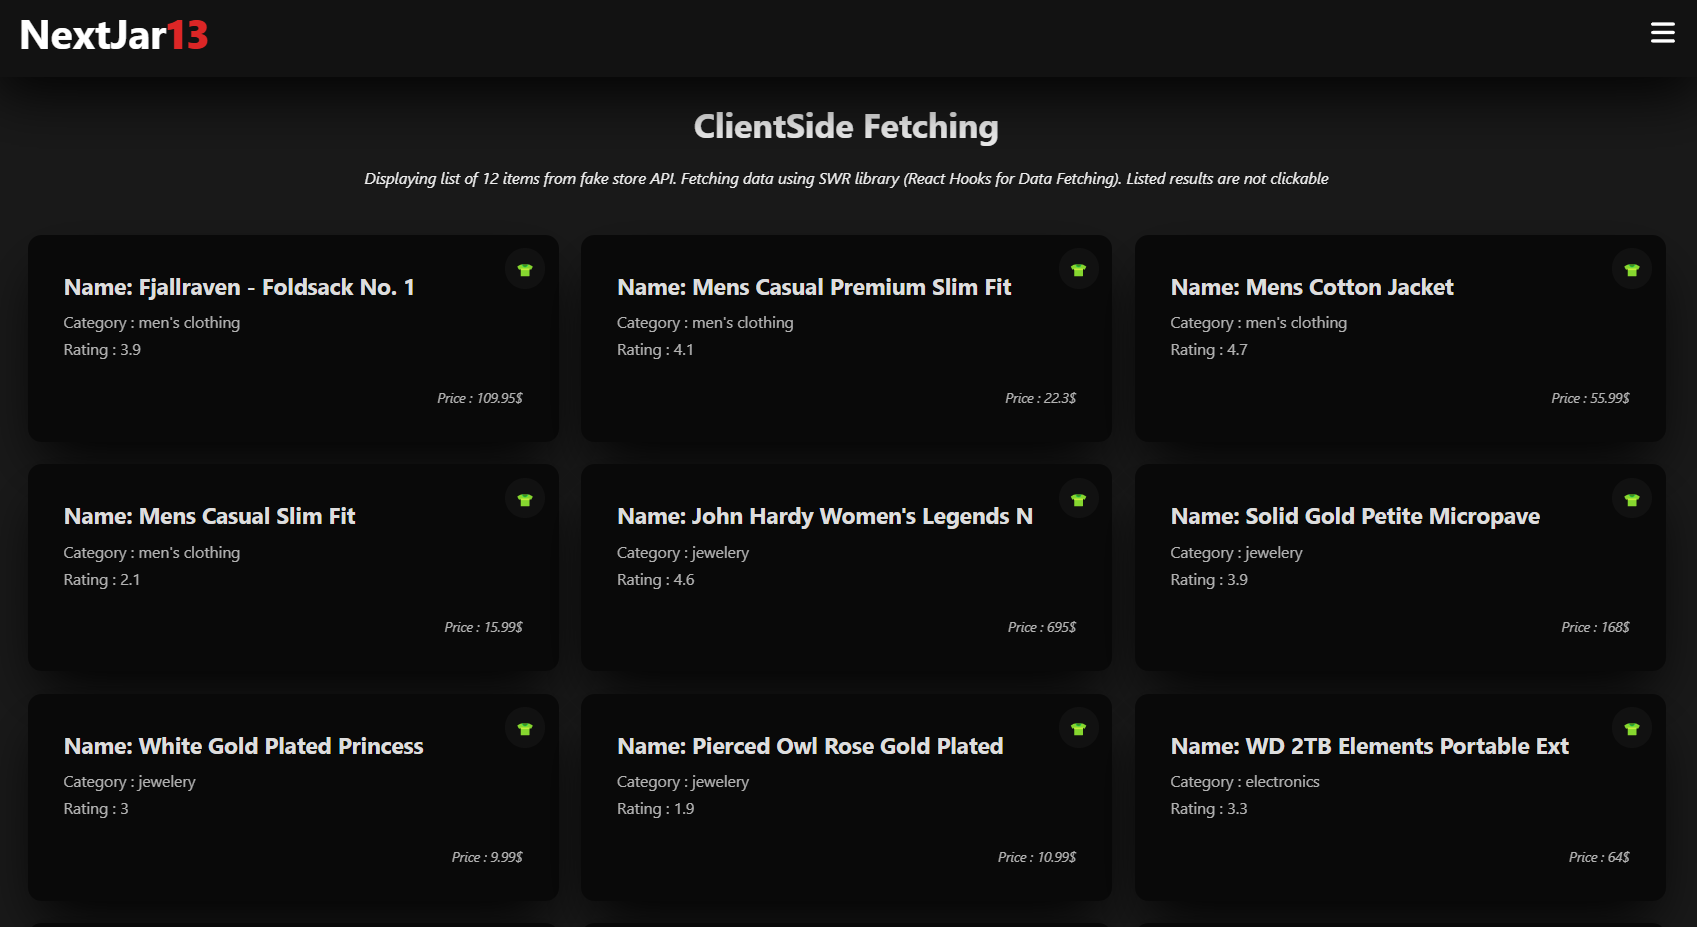 NextJar13
ClientSide Fetching
Displaying list of 12 items from fake store API. Fetching data using SWR library (React Hooks for Data Fetching). Listed results are not clickable
Name: Fjallraven - Foldsack No. 1
Category : men's clothing
Rating : 3.9
Price : 109.95$
Name: Mens Casual Premium Slim Fit
Category : men's clothing
Rating : 4.1
Price : 22.3$
Name: Mens Cotton Jacket
Category : men's clothing
Rating : 4.7
Price : 55.99$
Name: Mens Casual Slim Fit
Category : men's clothing
Rating : 2.1
Price : 15.99$
Name: John Hardy Women's Legends N
Category : jewelery
Rating : 4.6
Price : 695$
Name: Solid Gold Petite Micropave
Category : jewelery
Rating : 3.9
Price : 168$
Name: White Gold Plated Princess
Category : jewelery
Rating : 3
Price : 9.99$
Name: Pierced Owl Rose Gold Plated
Category : jewelery
Rating : 1.9
Price : 10.99$
Name: WD 2TB Elements Portable Ext
Category : electronics
Rating : 3.3
Price : 64$